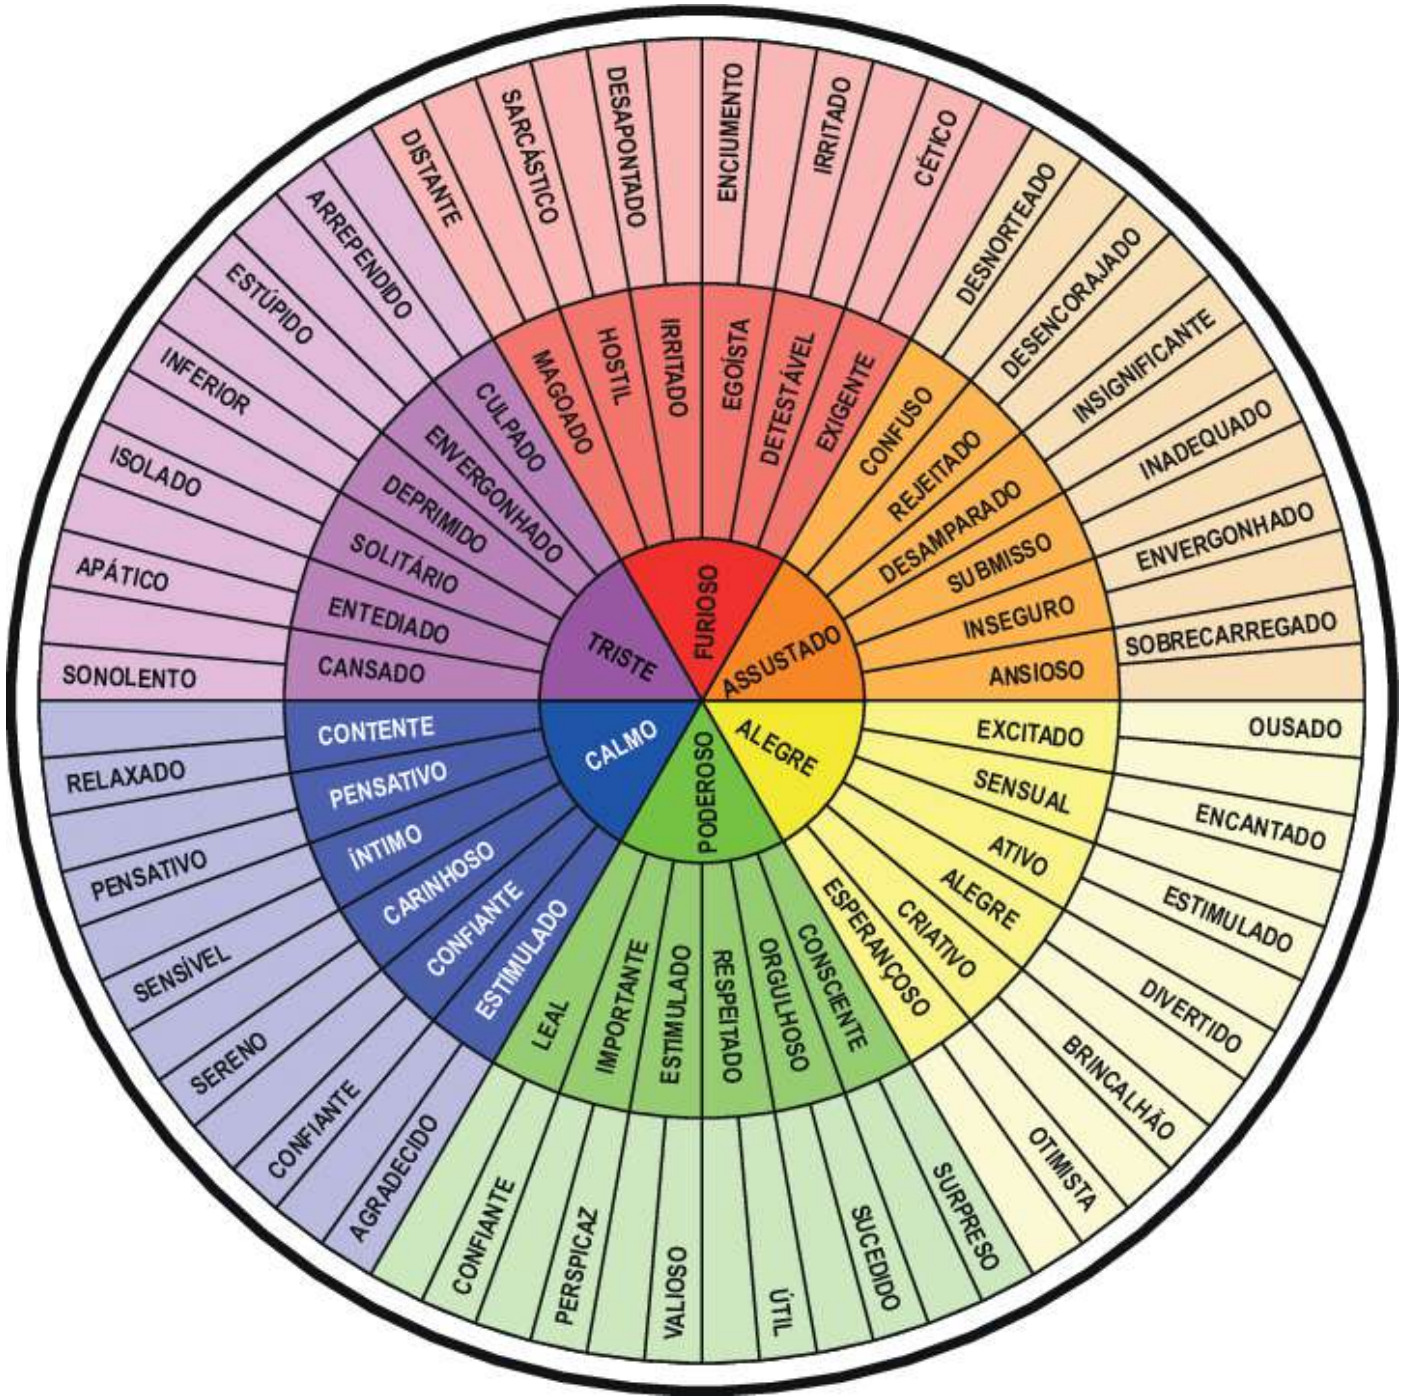 FURIOSO
ASSUSTADO
ALEGRE
PODEROSO
CALMO
TRISTE
MAGOADO
HOSTIL
IRRITADO
EGOÍSTA
DETESTÁVEL
EXIGENTE
CONFUSO
REJEITADO
DESAMPARADO
SUBMISSO
INSEGURO
ANSIOSO
EXCITADO
SENSUAL
ATIVO
ALEGRE
CRIATIVO
ESPERANÇOSO
CONSCIENTE
ORGULHOSO
RESPEITADO
ESTIMULADO
IMPORTANTE
LEAL
ESTIMULADO
CONFIANTE
CARINHOSO
ÍNTIMO
PENSATIVO
CONTENTE
CANSADO
ENTEDIADO
SOLITÁRIO
DEPRIMIDO
ENVERGONHADO
CULPADO
DISTANTE
SARCÁSTICO
DESAPONTADO
ENCIUMENTO
IRRITADO
CÉTICO
DESNORTEADO
DESENCORAJADO
INSIGNIFICANTE
INADEQUADO
ENVERGONHADO
SOBRECARREGADO
OUSADO
ENCANTADO
ESTIMULADO
DIVERTIDO
BRINCALHÃO
OTIMISTA
SURPRESO
SUCEDIDO
ÚTIL
VALIOSO
PERSPICAZ
CONFIANTE
AGRADECIDO
CONFIANTE
SERENO
SENSÍVEL
PENSATIVO
RELAXADO
SONOLENTO
APÁTICO
ISOLADO
INFERIOR
ESTÚPIDO
ARREPENDIDO